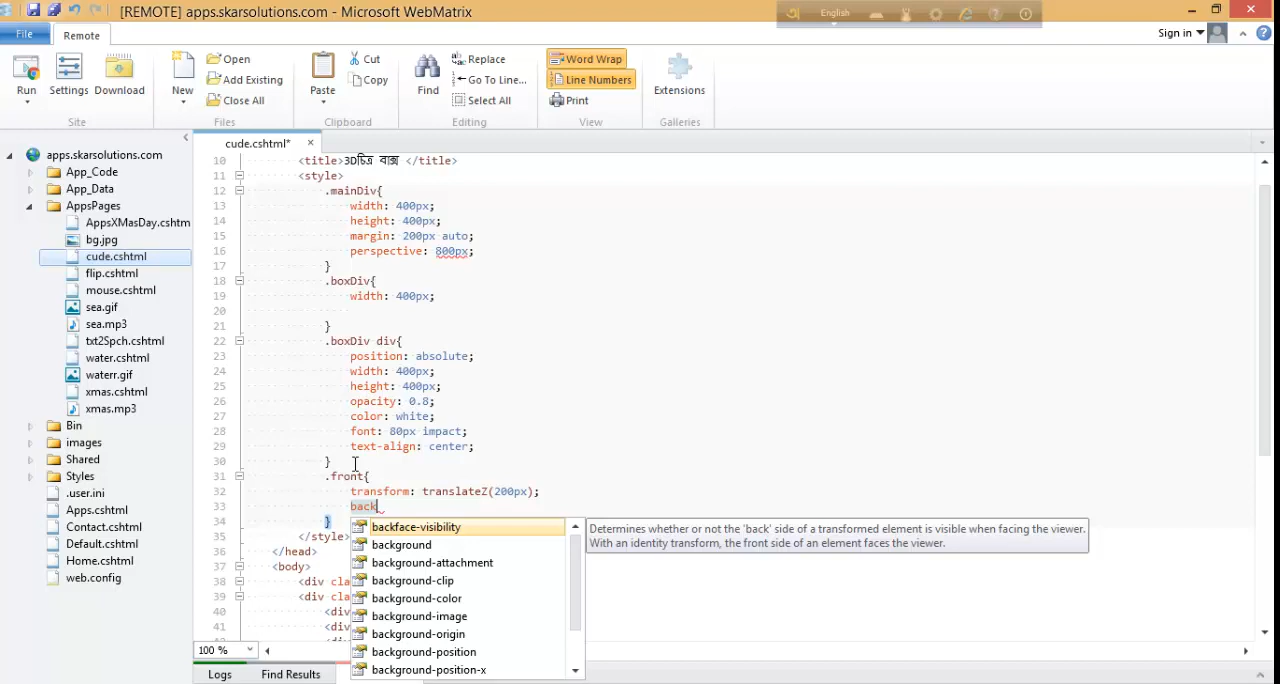 [REMOTE] apps.skarsolutions.com - Microsoft WebMatrix
English
File
Remote
Sign in
Run
Settings
Download
Site
New
Open
Add Existing
Close All
Files
Paste
Cut
Copy
Clipboard
Find
Replace
Go To Line...
Select All
Editing
Word Wrap
Line Numbers
Print
View
Extensions
Galleries
apps.skarsolutions.com
App_Code
App_Data
AppsPages
AppsXMasDay.cshtm
bg.jpg
cude.cshtml
flip.cshtml
mouse.cshtml
sea.gif
sea.mp3
txt2Spch.cshtml
water.cshtml
waterr.gif
xmas.cshtml
xmas.mp3
Bin
images
Shared
Styles
.user.ini
Apps.cshtml
Contact.cshtml
Default.cshtml
Home.cshtml
web.config
cude.cshtml*
10 <title>3Dচিত্র বাক্স </title>
11 <style>
12 .mainDiv{
13 width: 400px;
14 height: 400px;
15 margin: 200px auto;
16 perspective: 800px;
17 }
18 .boxDiv{
19 width: 400px;
20
21 }
22 .boxDiv div{
23 position: absolute;
24 width: 400px;
25 height: 400px;
26 opacity: 0.8;
27 color: white;
28 font: 80px impact;
29 text-align: center;
30 }
31 .front{
32 transform: translateZ(200px);
33 back
34 }
35 </style>
36 </head>
37 <body>
38 <div cla
39 <div cla
40 <div
41 <div
backface-visibility
background
background-attachment
background-clip
background-color
background-image
background-origin
background-position
background-position-x
Determines whether or not the 'back' side of a transformed element is visible when facing the viewer.
With an identity transform, the front side of an element faces the viewer.
100 %
Logs
Find Results